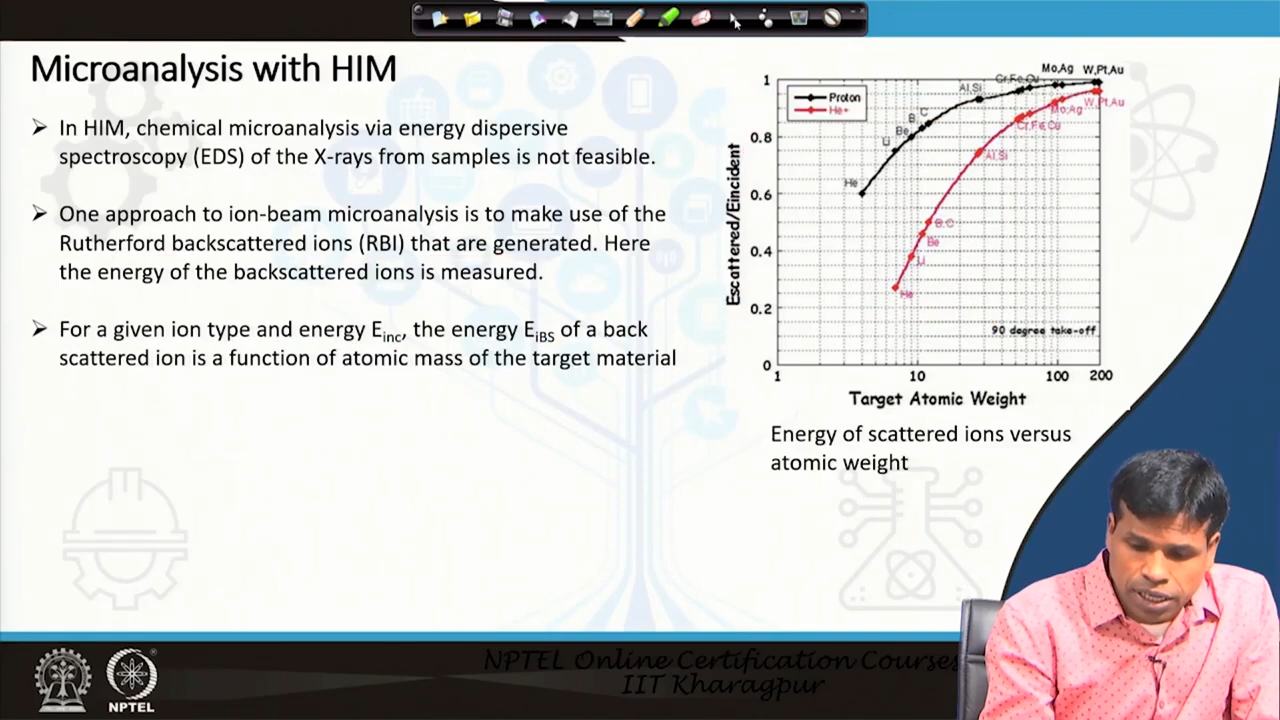 Microanalysis with HIM
➤ In HIM, chemical microanalysis via energy dispersive
spectroscopy (EDS) of the X-rays from samples is not feasible.
➤ One approach to ion-beam microanalysis is to make use of the
Rutherford backscattered ions (RBI) that are generated. Here
the energy of the backscattered ions is measured.
➤ For a given ion type and energy Einc, the energy EiBS of a back
scattered ion is a function of atomic mass of the target material
Mo,Ag W,Pt,Au
Cr,Fe,Cu
Al,Si
C
B
Be
Li
He
Proton
He+
W,Pt,Au
Mo,Ag
Cr,Fe,Cu
Al,Si
B C
Be
Li
He
90 degree take-off
Escattered/Eincident
1
0.8
0.6
0.4
0.2
0
1 10 100 200
Target Atomic Weight
Energy of scattered ions versus
atomic weight
NPTEL Online Certification Courses
IIT Kharagpur
NPTEL